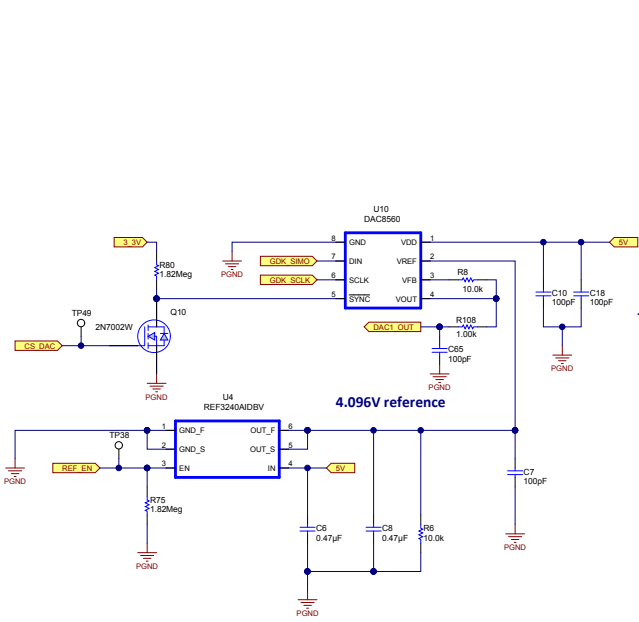 U10
DAC8560
3_3V
8 GND VDD 1
5V
GDK_SIMO 7 DIN VREF 2
PGND
R80
1.82Meg
GDK_SCLK 6 SCLK VFB 3
R8
10.0k
5 SYNC VOUT 4
C10
100pF
C18
100pF
TP49
2N7002W
Q10
DAC1_OUT
R108
1.00k
CS_DAC
C65
100pF
PGND
PGND
PGND
U4
REF3240AIDBV
4.096V reference
1 GND_F OUT_F 6
TP38
2 GND_S OUT_S 5
REF_EN 3 EN IN 4 5V
PGND
C7
100pF
R75
1.82Meg
C6
0.47µF
C8
0.47µF
R6
10.0k
PGND
PGND
PGND